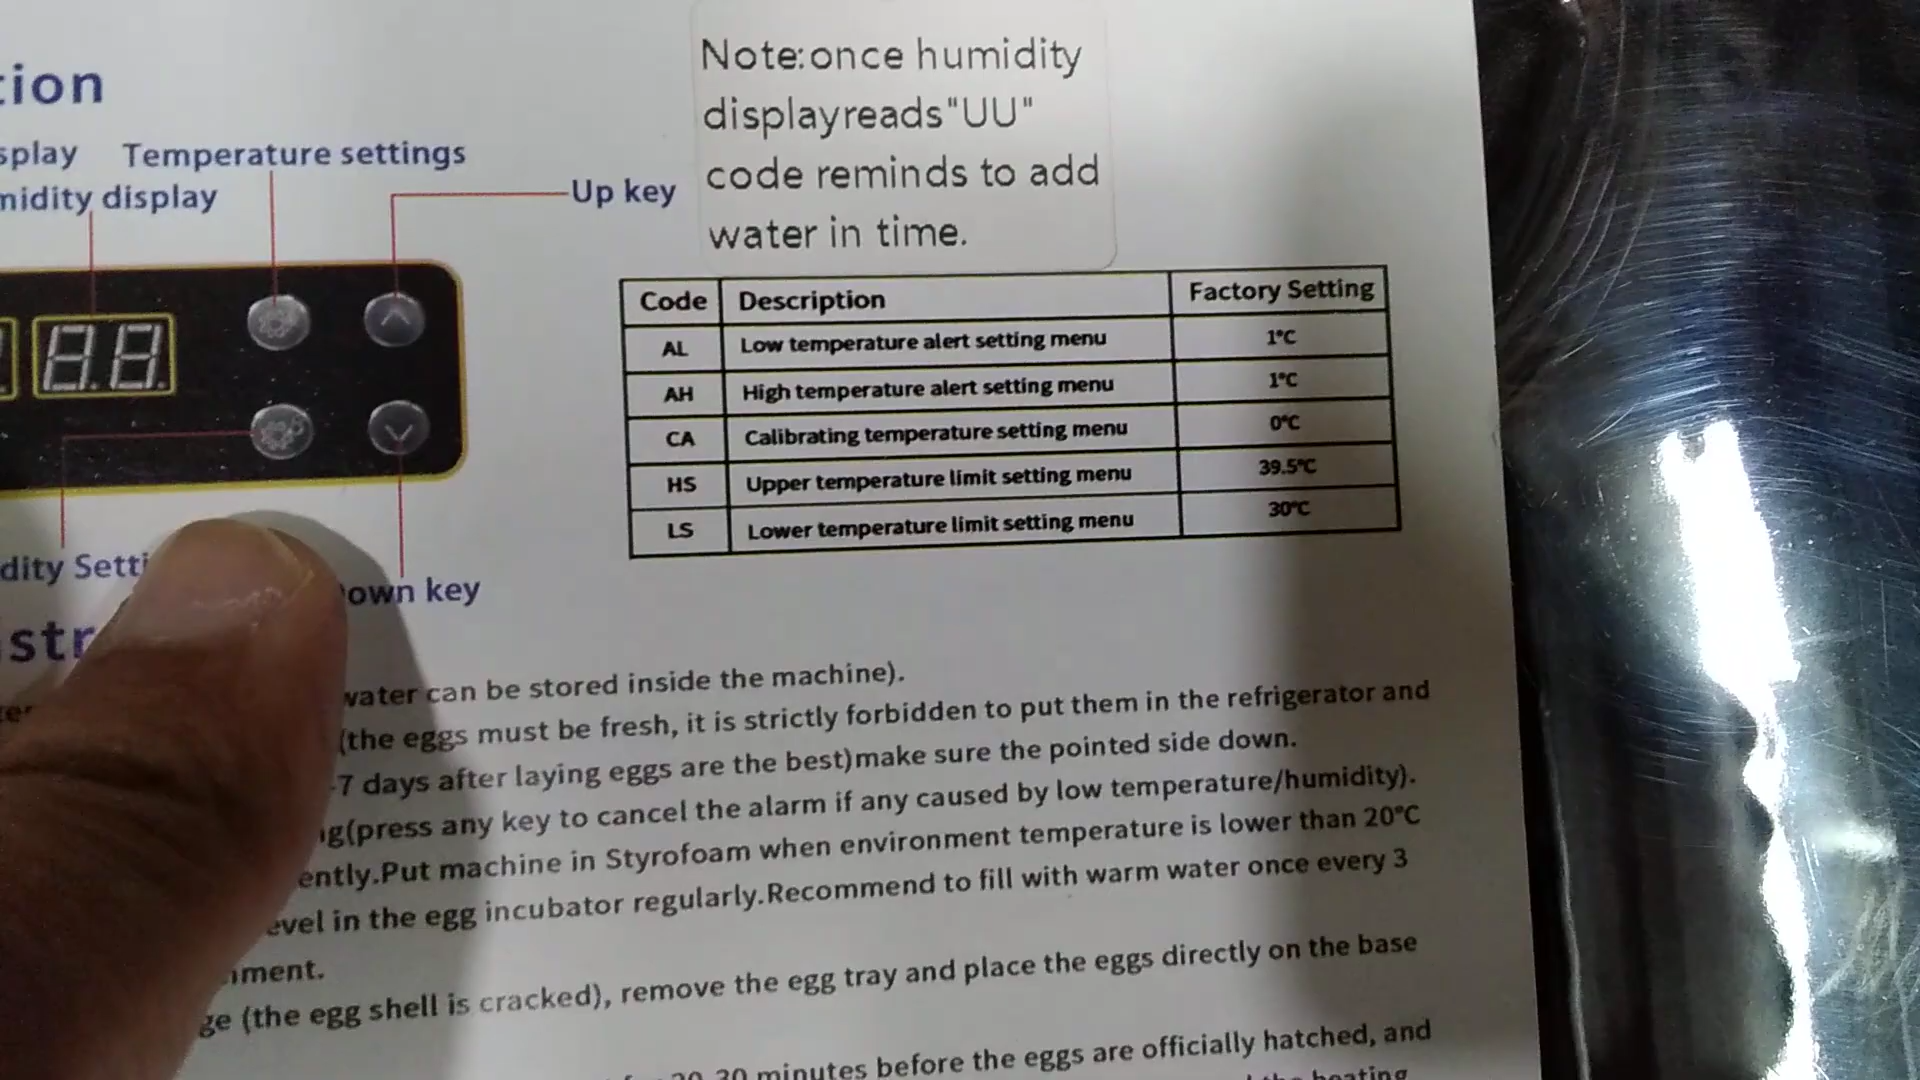 Note:once humidity
displayreads"UU"
code reminds to add
water in time.
tion
splay Temperature settings
midity display
Up key
8.8.
Code Description Factory Setting
AL Low temperature alert setting menu 1°C
AH High temperature alert setting menu 1°C
CA Calibrating temperature setting menu 0°C
HS Upper temperature limit setting menu 39.5°C
LS Lower temperature limit setting menu 30°C
dity Setti
own key
str
water can be stored inside the machine).
(the eggs must be fresh, it is strictly forbidden to put them in the refrigerator and
-7 days after laying eggs are the best)make sure the pointed side down.
g(press any key to cancel the alarm if any caused by low temperature/humidity).
ently.Put machine in Styrofoam when environment temperature is lower than 20°C
evel in the egg incubator regularly.Recommend to fill with warm water once every 3
nment.
ge (the egg shell is cracked), remove the egg tray and place the eggs directly on the base
20-30 minutes before the eggs are officially hatched, and
heating